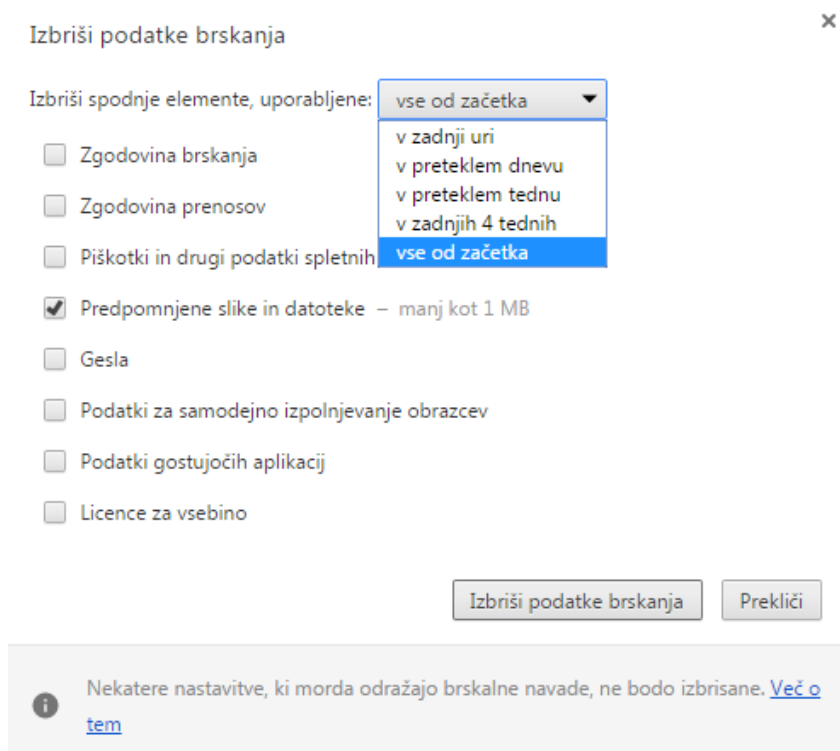 Izbriši podatke brskanja
Izbriši spodnje elemente, uporabljene: vse od začetka
v zadnji uri
v preteklem dnevu
v preteklem tednu
v zadnjih 4 tednih
vse od začetka
Zgodovina brskanja
Zgodovina prenosov
Piškotki in drugi podatki spletnih
Predpomnjene slike in datoteke – manj kot 1 MB
Gesla
Podatki za samodejno izpolnjevanje obrazcev
Podatki gostujočih aplikacij
Licence za vsebino
Izbriši podatke brskanja Prekliči
Nekatere nastavitve, ki morda odražajo brskalne navade, ne bodo izbrisane. Več o
tem